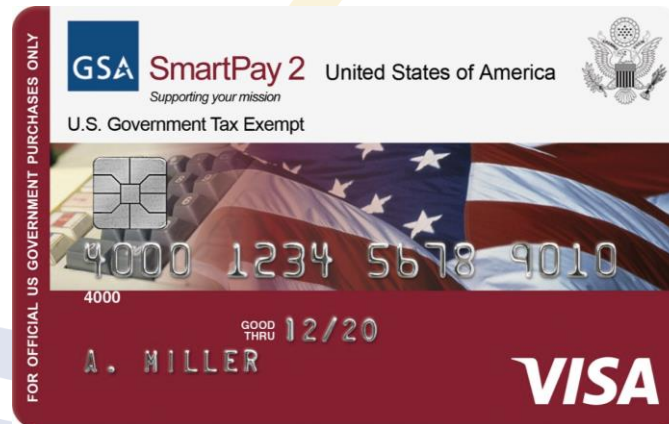 FOR OFFICIAL US GOVERNMENT PURCHASES ONLY
GSA SmartPay 2 United States of America
Supporting your mission
U.S. Government Tax Exempt
4000 1234 5678 9010
4000
GOOD THRU 12/20
A. MILLER
VISA